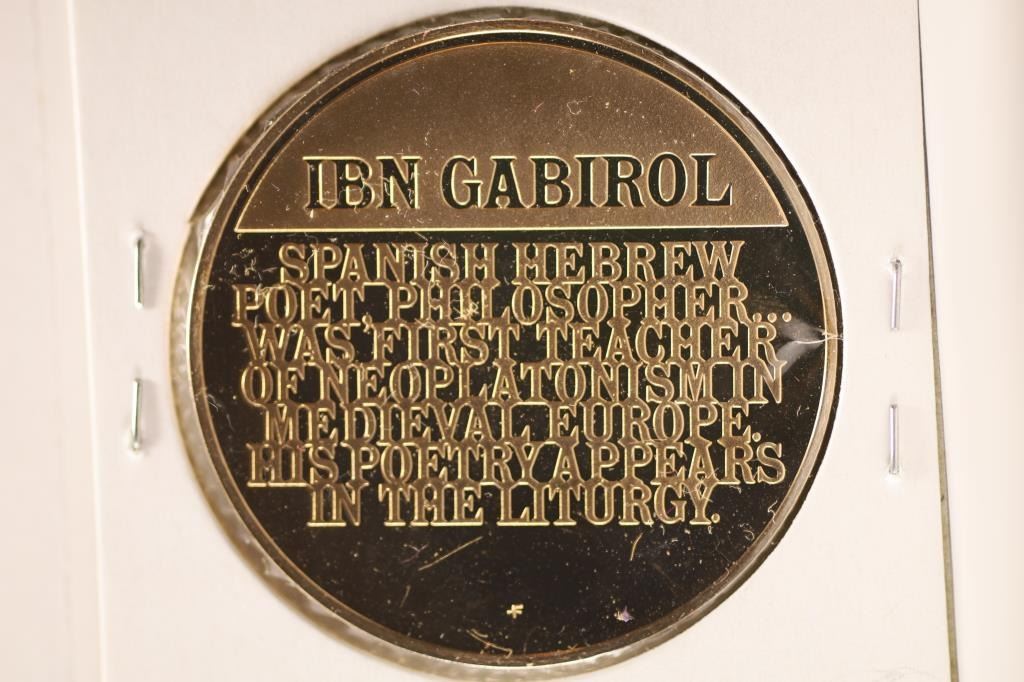 IBN GABIROL
SPANISH HEBREW
POET, PHILOSOPHER...
WAS FIRST TEACHER
OF NEOPLATONISM IN
MEDIEVAL EUROPE.
HIS POETRY APPEARS
IN THE LITURGY.